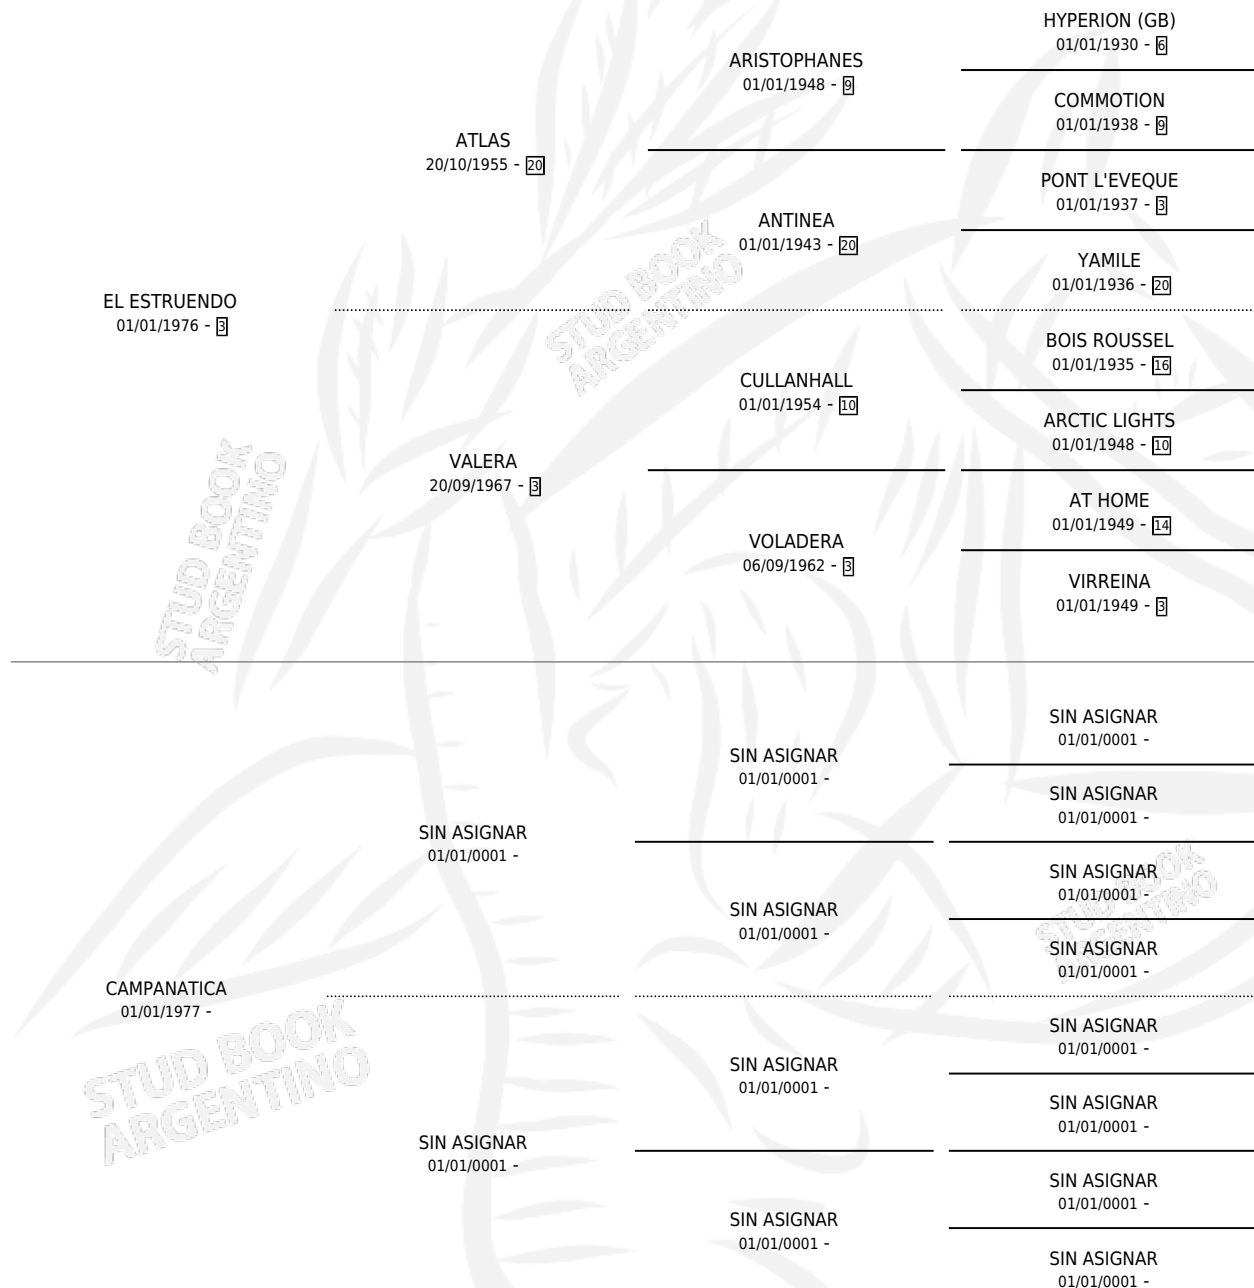 HYPERION (GB)
01/01/1930 - 6
ARISTOPHANES
01/01/1948 - 9
COMMOTION
01/01/1938 - 9
ATLAS
20/10/1955 - 20
PONT L'EVEQUE
01/01/1937 - 3
ANTINEA
01/01/1943 - 20
YAMILE
01/01/1936 - 20
EL ESTRUENDO
01/01/1976 - 3
STUD BOOK
ARGENTINO
BOIS ROUSSEL
01/01/1935 - 16
CULLANHALL
01/01/1954 - 10
ARCTIC LIGHTS
01/01/1948 - 10
VALERA
20/09/1967 - 3
AT HOME
01/01/1949 - 14
VOLADERA
06/09/1962 - 3
VIRREINA
01/01/1949 - 3
STUD BOOK
ARGENTINO
SIN ASIGNAR
01/01/0001 -
SIN ASIGNAR
01/01/0001 -
SIN ASIGNAR
01/01/0001 -
SIN ASIGNAR
01/01/0001 -
SIN ASIGNAR
01/01/0001 -
SIN ASIGNAR
01/01/0001 -
SIN ASIGNAR
01/01/0001 -
STUD BOOK
ARGENTINO
CAMPANATICA
01/01/1977 -
STUD BOOK
ARGENTINO
SIN ASIGNAR
01/01/0001 -
SIN ASIGNAR
01/01/0001 -
SIN ASIGNAR
01/01/0001 -
SIN ASIGNAR
01/01/0001 -
SIN ASIGNAR
01/01/0001 -
SIN ASIGNAR
01/01/0001 -
SIN ASIGNAR
01/01/0001 -